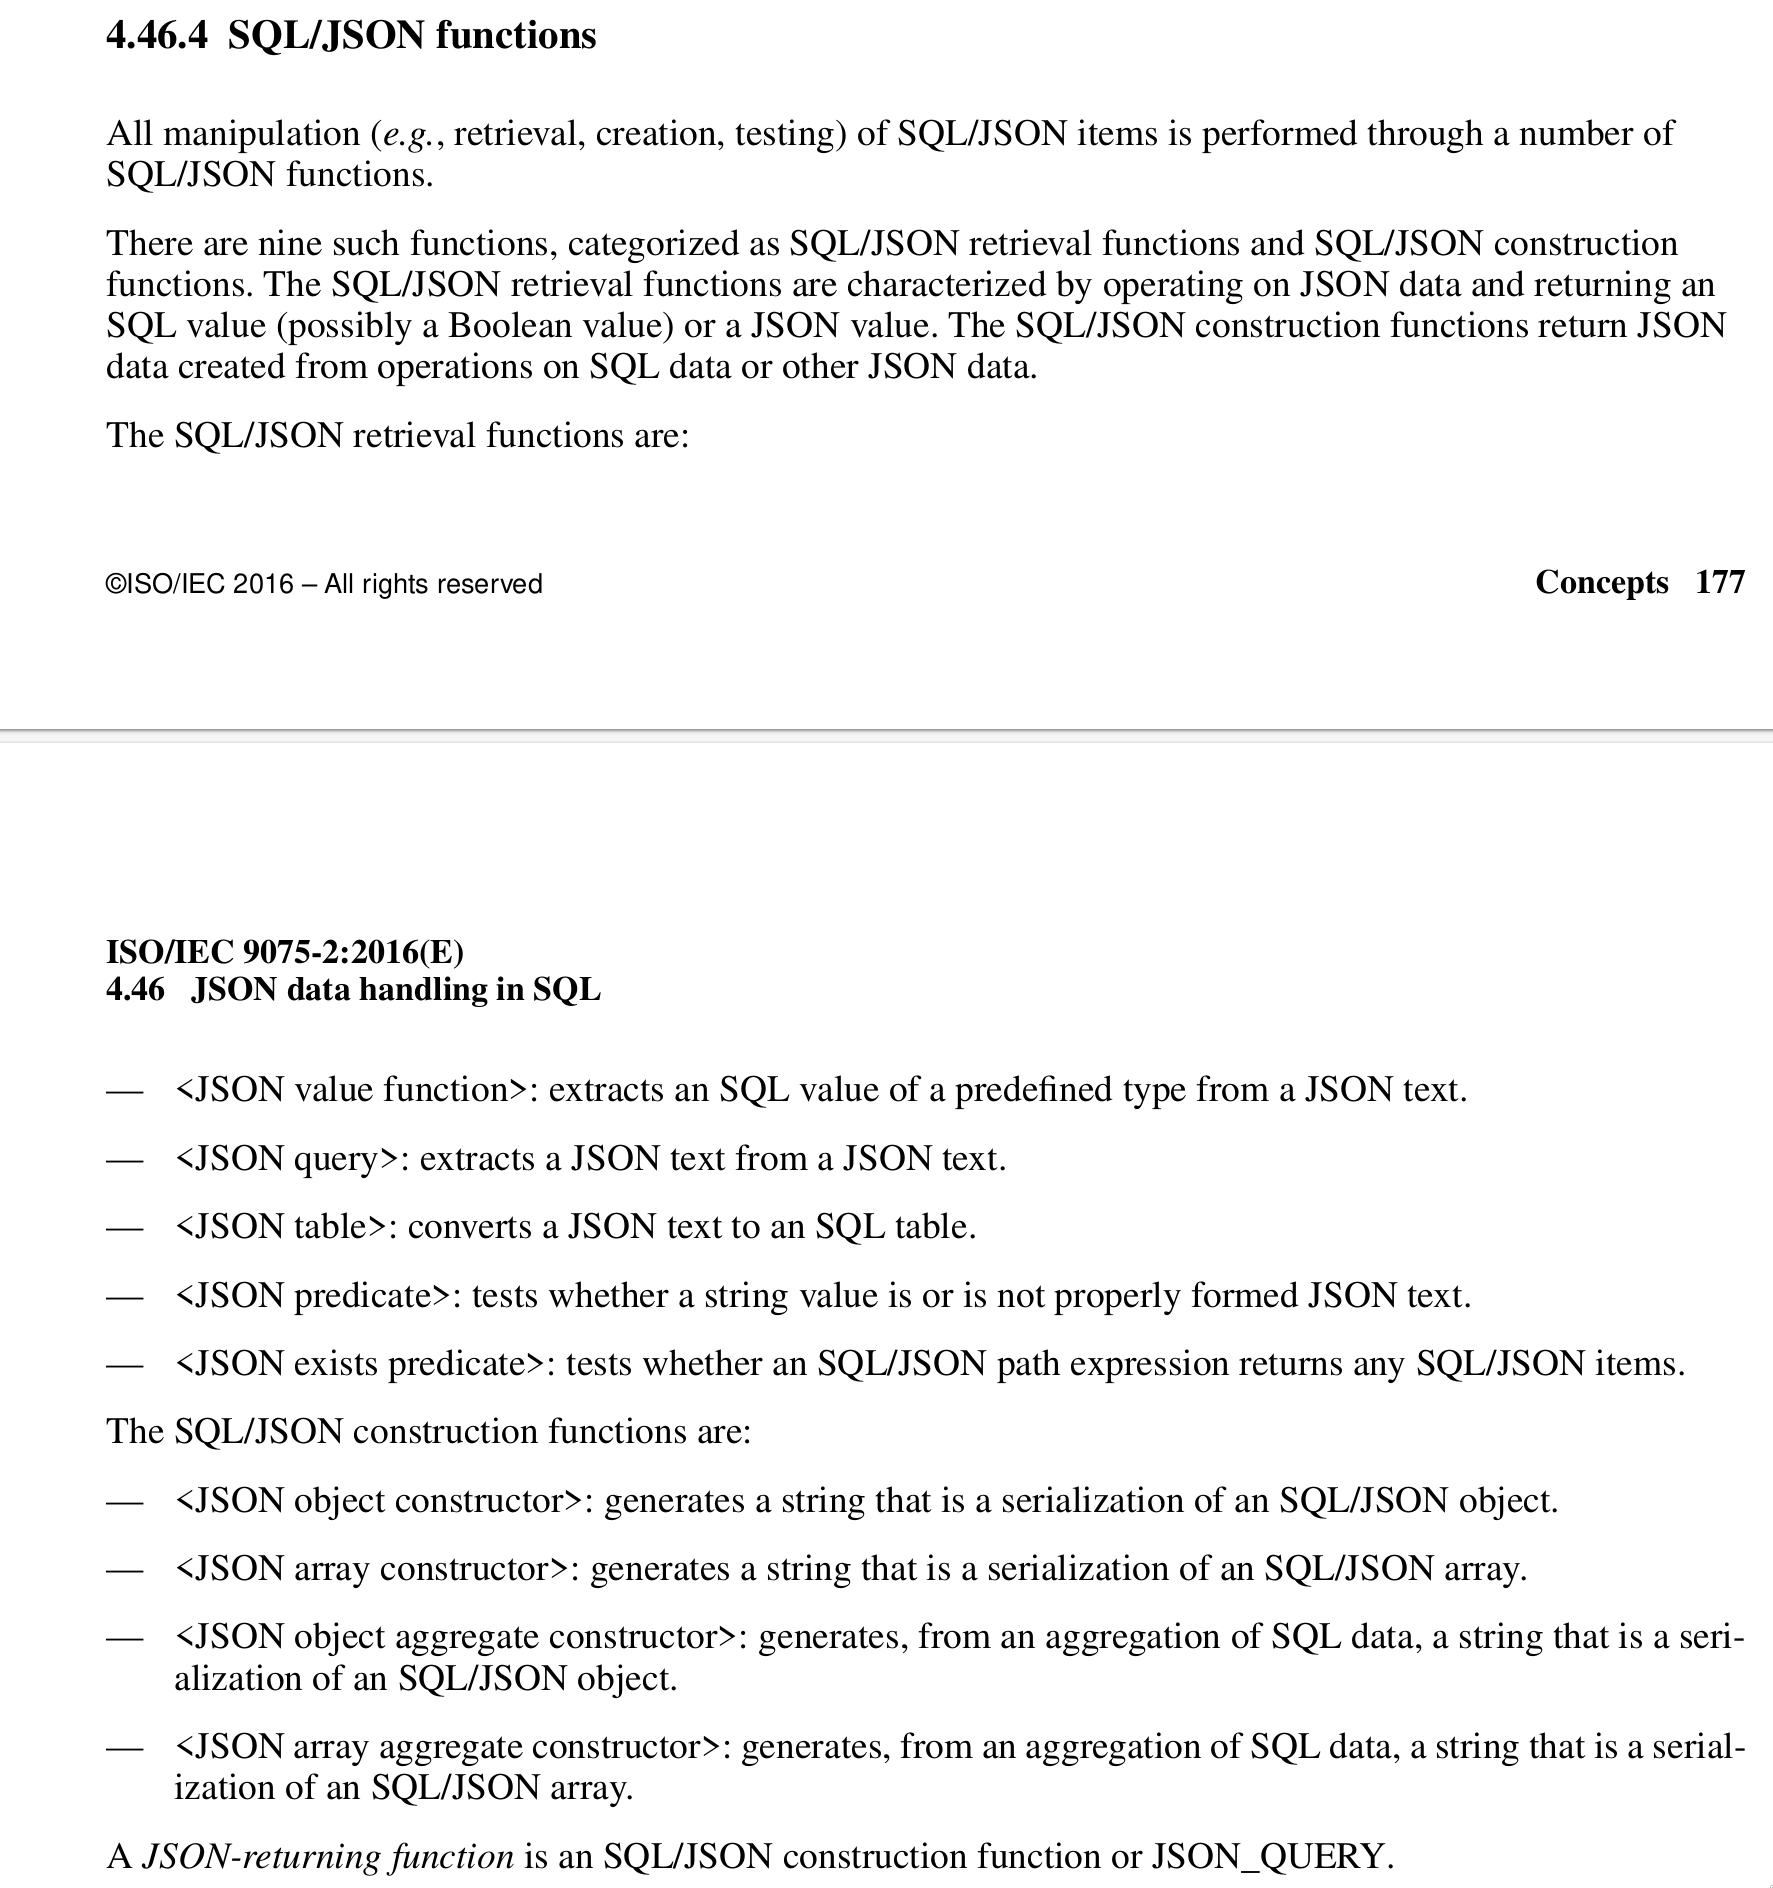 4.46.4 SQL/JSON functions
All manipulation (e.g., retrieval, creation, testing) of SQL/JSON items is performed through a number of
SQL/JSON functions.
There are nine such functions, categorized as SQL/JSON retrieval functions and SQL/JSON construction
functions. The SQL/JSON retrieval functions are characterized by operating on JSON data and returning an
SQL value (possibly a Boolean value) or a JSON value. The SQL/JSON construction functions return JSON
data created from operations on SQL data or other JSON data.
The SQL/JSON retrieval functions are:
©ISO/IEC 2016 – All rights reserved Concepts 177
ISO/IEC 9075-2:2016(E)
4.46 JSON data handling in SQL
— <JSON value function>: extracts an SQL value of a predefined type from a JSON text.
— <JSON query>: extracts a JSON text from a JSON text.
— <JSON table>: converts a JSON text to an SQL table.
— <JSON predicate>: tests whether a string value is or is not properly formed JSON text.
— <JSON exists predicate>: tests whether an SQL/JSON path expression returns any SQL/JSON items.
The SQL/JSON construction functions are:
— <JSON object constructor>: generates a string that is a serialization of an SQL/JSON object.
— <JSON array constructor>: generates a string that is a serialization of an SQL/JSON array.
— <JSON object aggregate constructor>: generates, from an aggregation of SQL data, a string that is a seri-
alization of an SQL/JSON object.
— <JSON array aggregate constructor>: generates, from an aggregation of SQL data, a string that is a serial-
ization of an SQL/JSON array.
A JSON-returning function is an SQL/JSON construction function or JSON_QUERY.